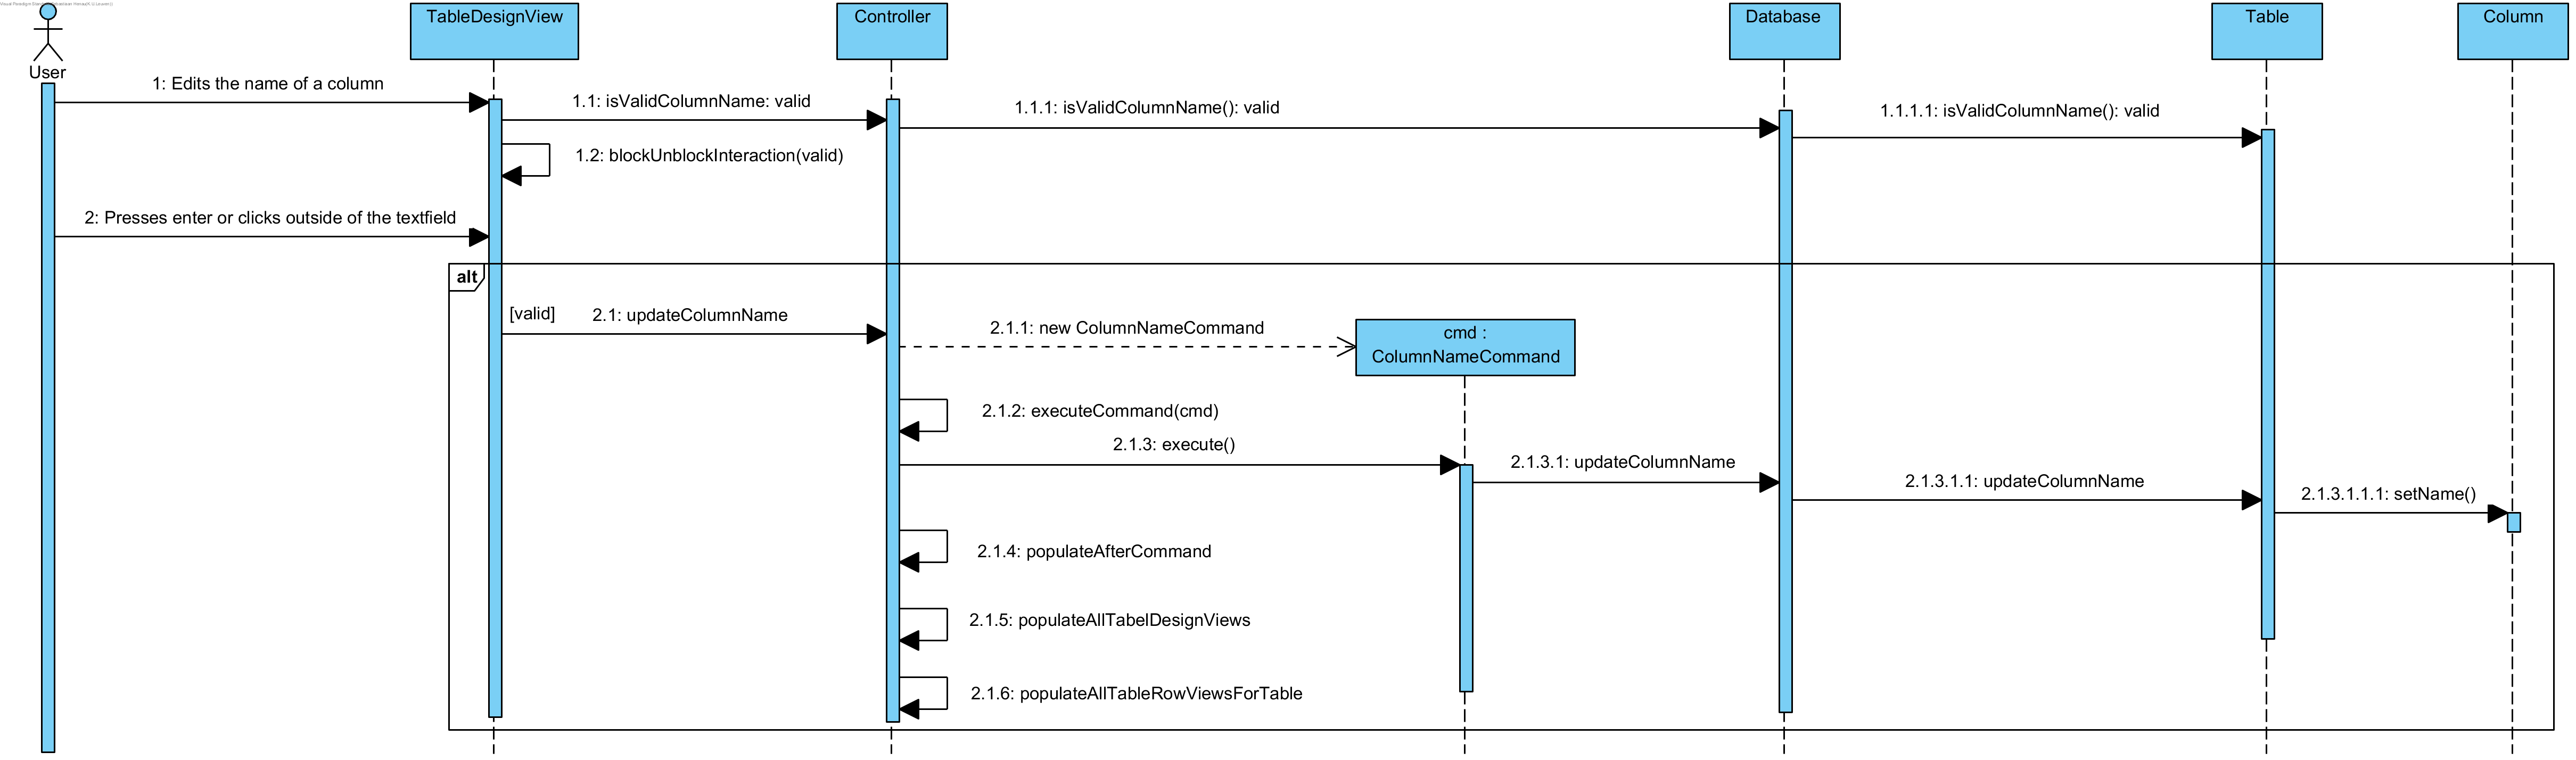 TableDesignView
Controller
Database
Table
Column
User
1: Edits the name of a column
1.1: isValidColumnName: valid
1.1.1: isValidColumnName(): valid
1.1.1.1: isValidColumnName(): valid
1.2: blockUnblockInteraction(valid)
2: Presses enter or clicks outside of the textfield
alt
[valid]
2.1: updateColumnName
2.1.1: new ColumnNameCommand
cmd :
ColumnNameCommand
2.1.2: executeCommand(cmd)
2.1.3: execute()
2.1.3.1: updateColumnName
2.1.3.1.1: updateColumnName
2.1.3.1.1.1: setName()
2.1.4: populateAfterCommand
2.1.5: populateAllTabelDesignViews
2.1.6: populateAllTableRowViewsForTable